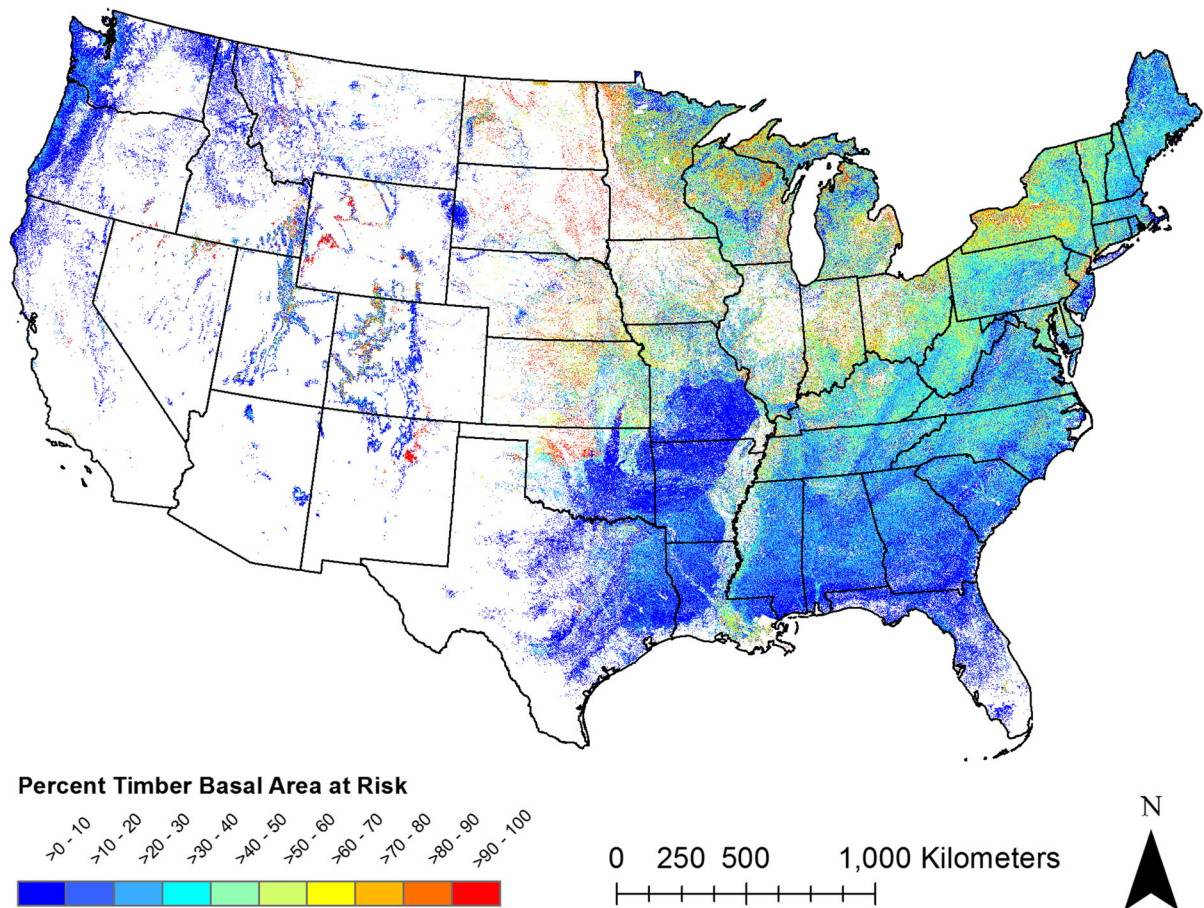 Percent Timber Basal Area at Risk
>0 - 10 >10 - 20 >20 - 30 >30 - 40 >40 - 50 >50 - 60 >60 - 70 >70 - 80 >80 - 90 >90 - 100
0 250 500 1,000 Kilometers
N